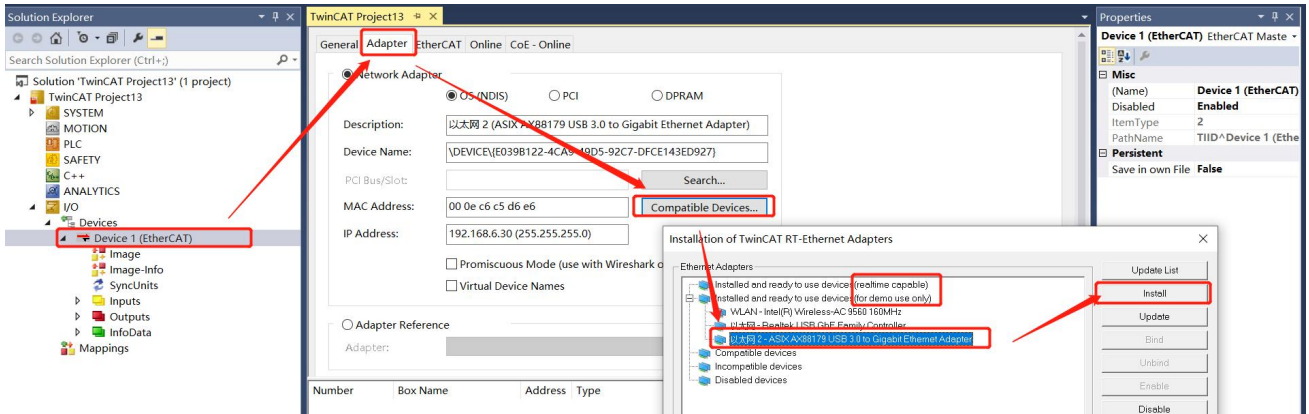 Solution Explorer
Search Solution Explorer (Ctrl+;)
Solution 'TwinCAT Project13' (1 project)
TwinCAT Project13
SYSTEM
MOTION
PLC
SAFETY
C++
ANALYTICS
I/O
Devices
Device 1 (EtherCAT)
Image
Image-Info
SyncUnits
Inputs
Outputs
InfoData
Mappings
TwinCAT Project13
General Adapter EtherCAT Online CoE - Online
Network Adapter
OS (NDIS) PCI DPRAM
Description: 以太网 2 (ASIX AX88179 USB 3.0 to Gigabit Ethernet Adapter)
Device Name: \DEVICE\{E039B122-4CA9-49D5-92C7-DFCE143ED927}
PCI Bus/Slot: Search...
MAC Address: 00 0e c6 c5 d6 e6 Compatible Devices...
IP Address: 192.168.6.30 (255.255.255.0)
Promiscuous Mode (use with Wireshark o
Virtual Device Names
Adapter Reference
Adapter:
Number Box Name Address Type
Installation of TwinCAT RT-Ethernet Adapters
Ethernet Adapters
Installed and ready to use devices(realtime capable)
Installed and ready to use devices(for demo use only)
WLAN - Intel(R) Wireless-AC 9560 160MHz
以太网 - Realtek USB GbE Family Controller
以太网 2 - ASIX AX88179 USB 3.0 to Gigabit Ethernet Adapter
Compatible devices
Incompatible devices
Disabled devices
Update List
Install
Update
Bind
Unbind
Enable
Disable
Properties
Device 1 (EtherCAT) EtherCAT Maste
Misc
(Name) Device 1 (EtherCAT)
Disabled Enabled
ItemType 2
PathName TIID^Device 1 (Ethe
Persistent
Save in own File False